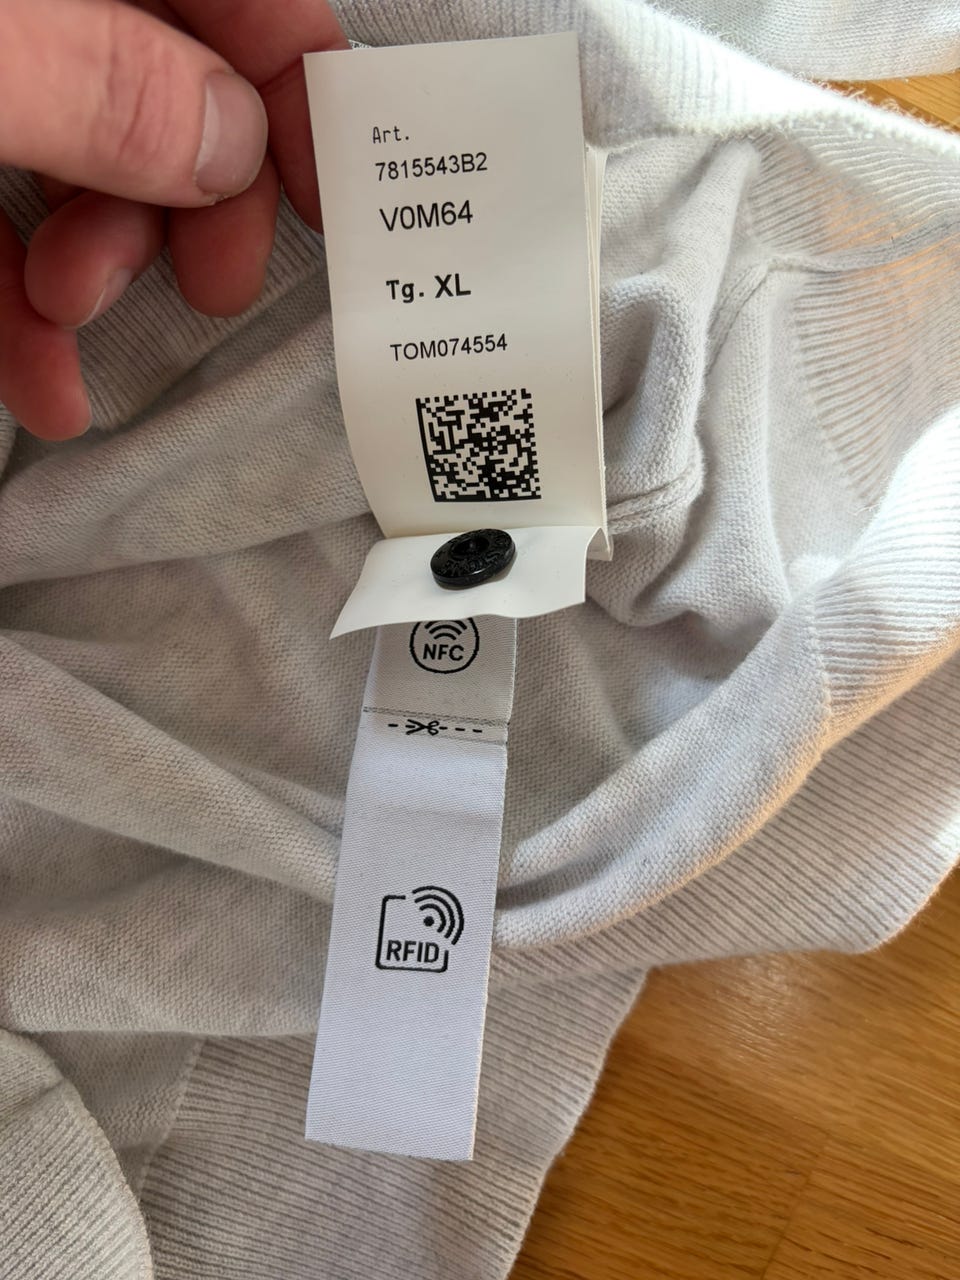 Art.
7815543B2
V0M64
Tg. XL
TOM074554
NFC
RFID